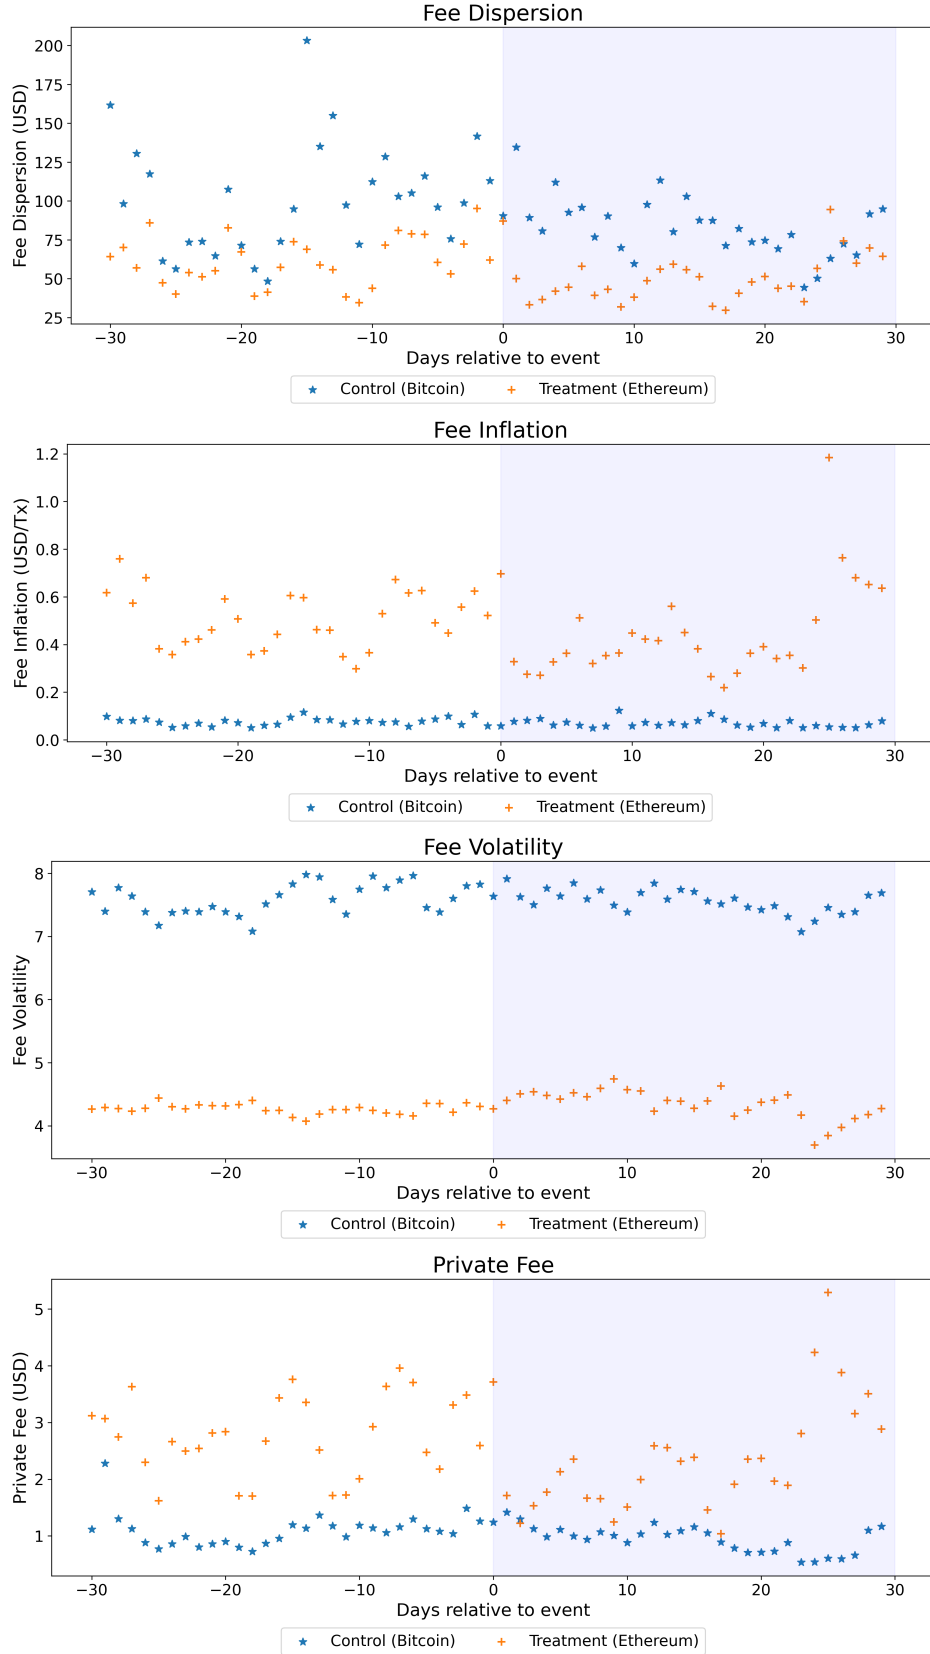 Fee Dispersion
200
175
150
125
100
75
50
25
Fee Dispersion (USD)
−30 −20 −10 0 10 20 30
Days relative to event
Control (Bitcoin) Treatment (Ethereum)
Fee Inflation
1.2
1.0
0.8
0.6
0.4
0.2
0.0
Fee Inflation (USD/Tx)
−30 −20 −10 0 10 20 30
Days relative to event
Control (Bitcoin) Treatment (Ethereum)
Fee Volatility
8
7
6
5
4
Fee Volatility
−30 −20 −10 0 10 20 30
Days relative to event
Control (Bitcoin) Treatment (Ethereum)
Private Fee
5
4
3
2
1
Private Fee (USD)
−30 −20 −10 0 10 20 30
Days relative to event
Control (Bitcoin) Treatment (Ethereum)